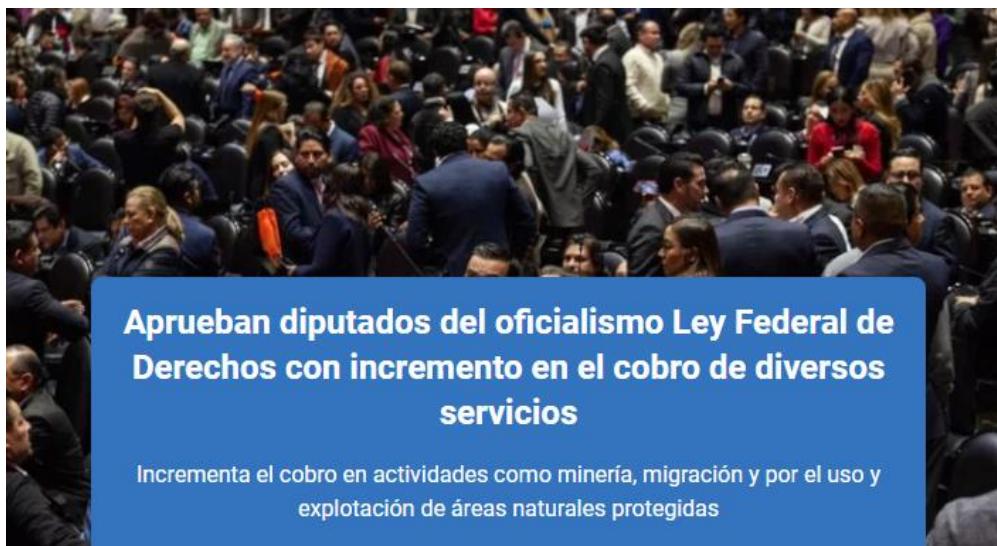 Aprueban diputados del oficialismo Ley Federal de
Derechos con incremento en el cobro de diversos
servicios
Incrementa el cobro en actividades como minería, migración y por el uso y
explotación de áreas naturales protegidas